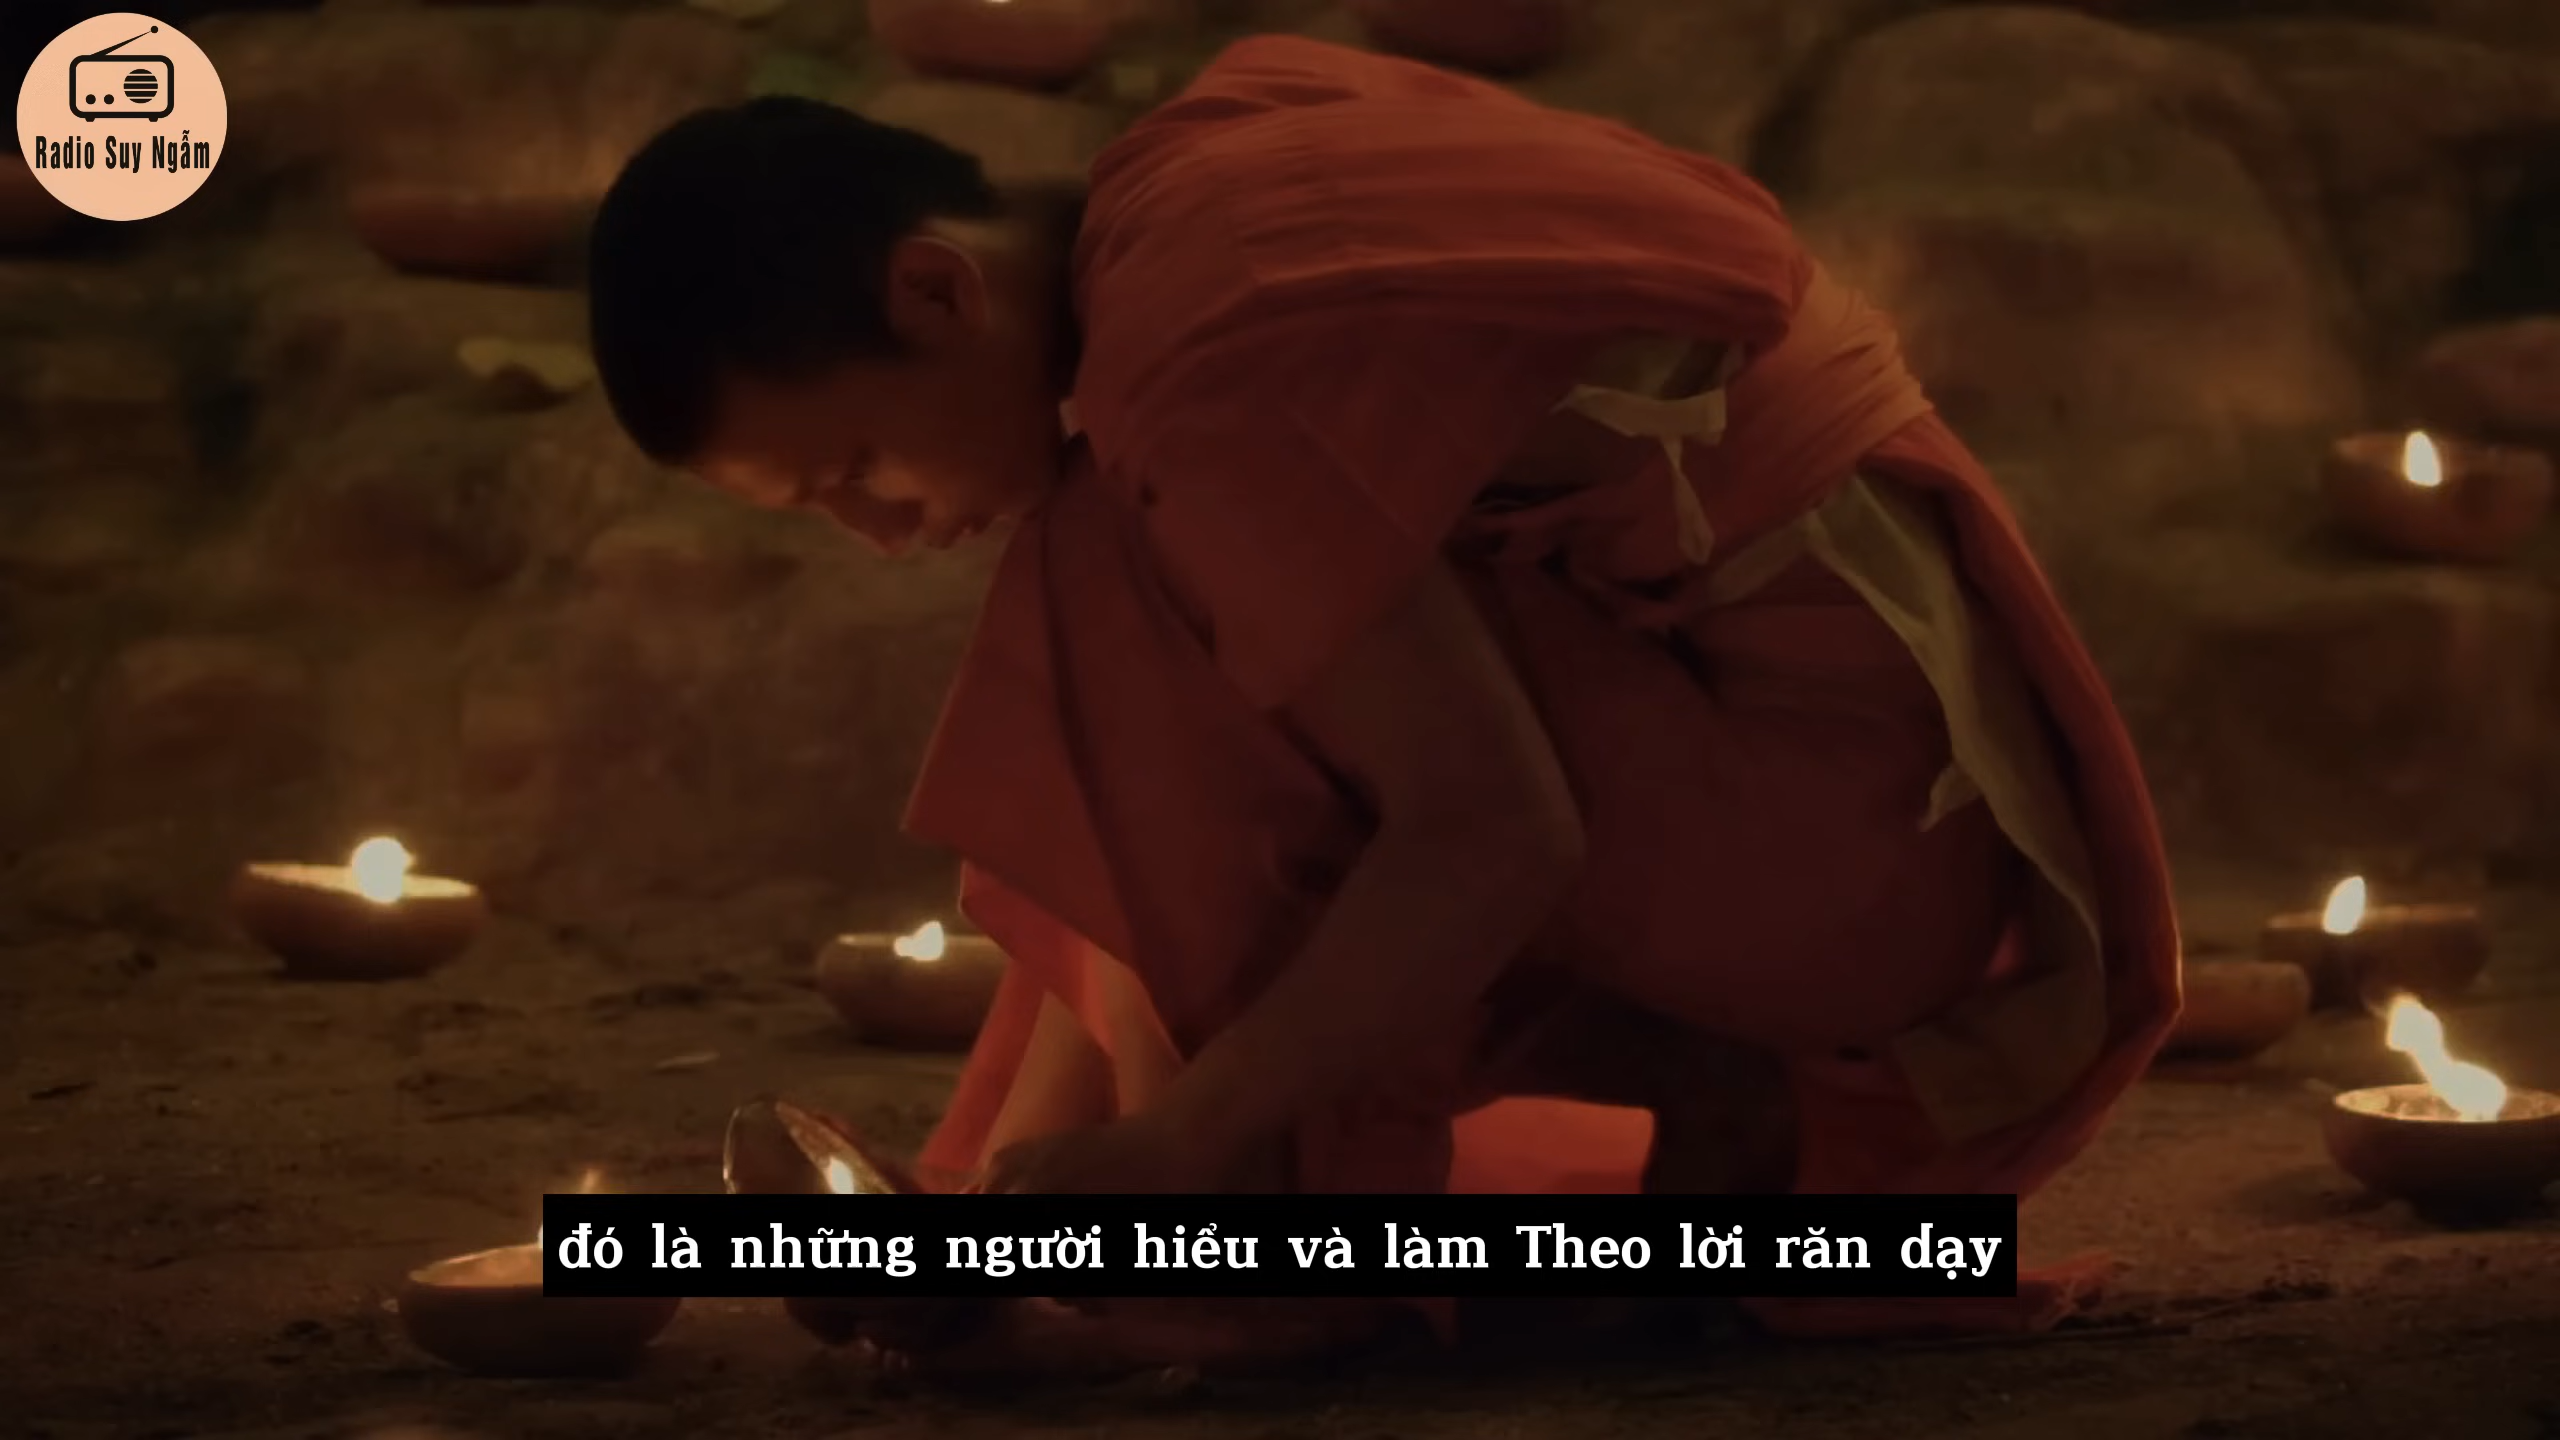 Radio Suy Ngẫm
đó là những người hiểu và làm Theo lời răn dạy